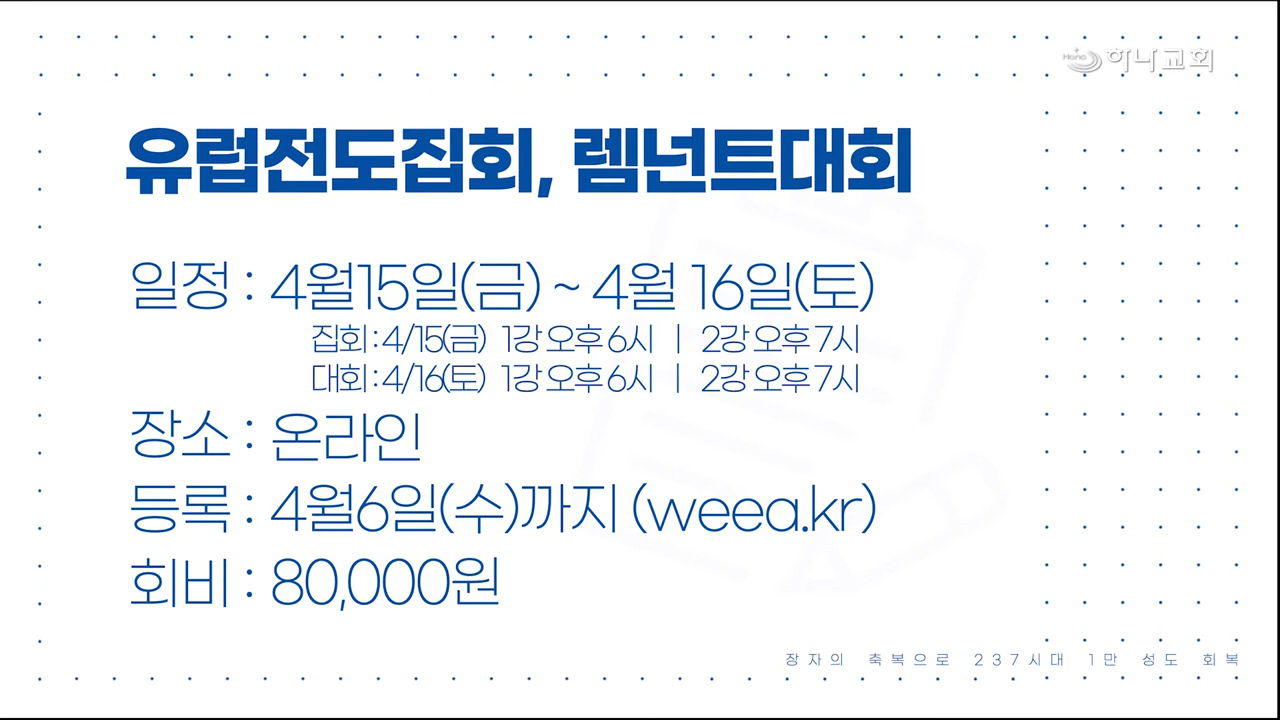 Hana 하나교회
유럽전도집회, 렘넌트대회
일정 : 4월15일(금) ~ 4월 16일(토)
집회 : 4/15(금) 1강 오후 6시 | 2강 오후 7시
대회 : 4/16(토) 1강 오후 6시 | 2강 오후 7시
장소 : 온라인
등록 : 4월6일(수)까지 (weea.kr)
회비 : 80,000원
장자의 축복으로 237시대 1만 성도 회복